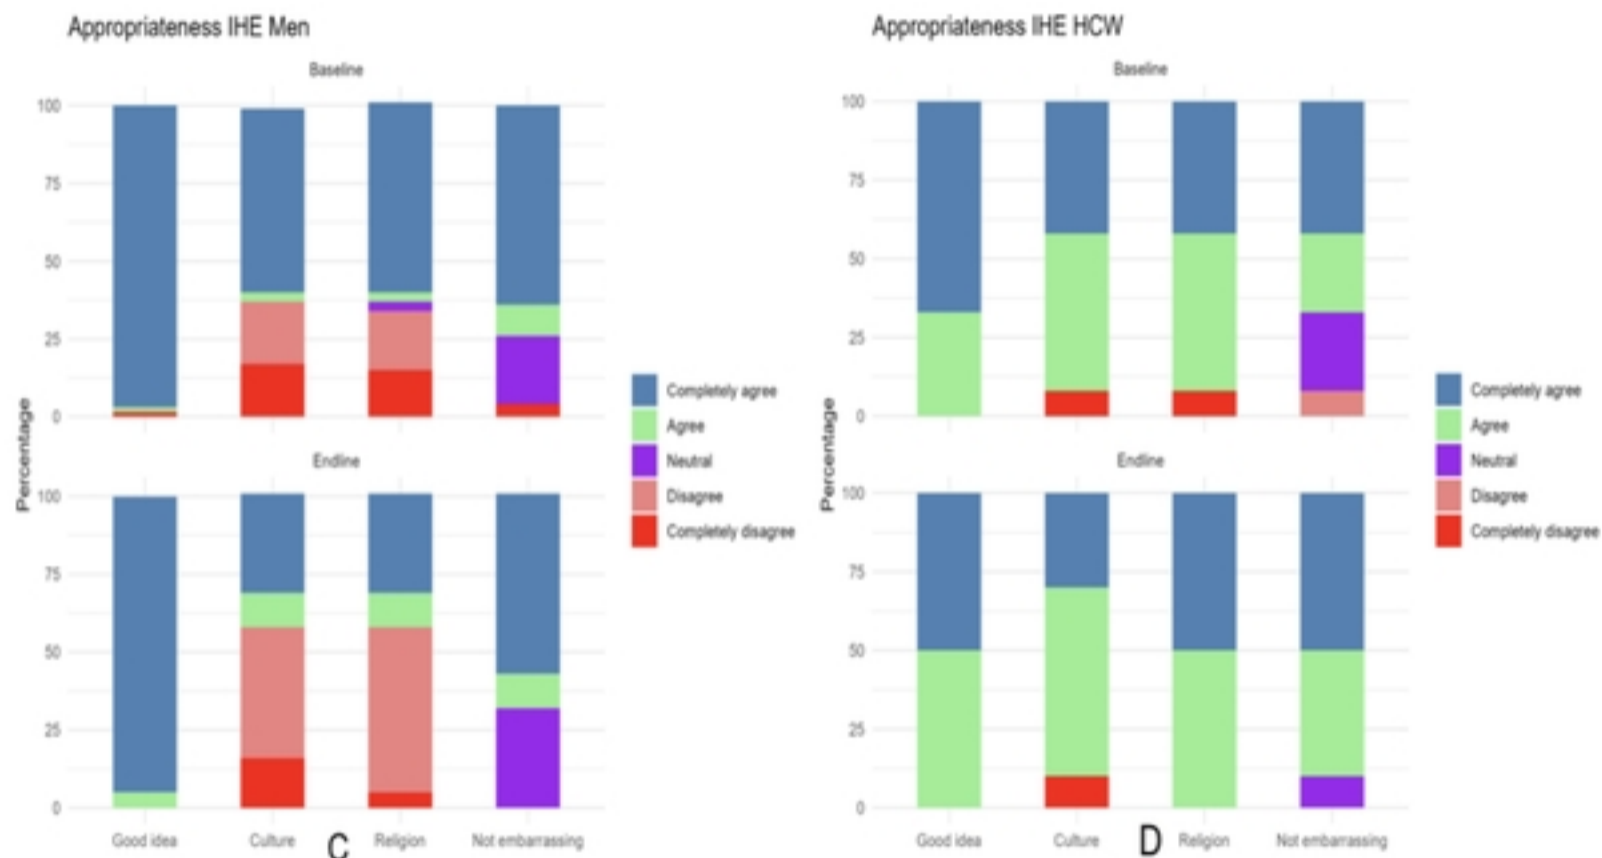 Appropriateness IHE Men
Baseline
100
75
50
25
0
Endline
100
75
50
25
0
Percentage
Good idea
Culture
Religion
Not embarrassing
C
Completely agree
Agree
Neutral
Disagree
Completely disagree
Appropriateness IHE HCW
Baseline
100
75
50
25
0
Endline
100
75
50
25
0
Percentage
Good idea
Culture
Religion
Not embarrassing
D
Completely agree
Agree
Neutral
Disagree
Completely disagree